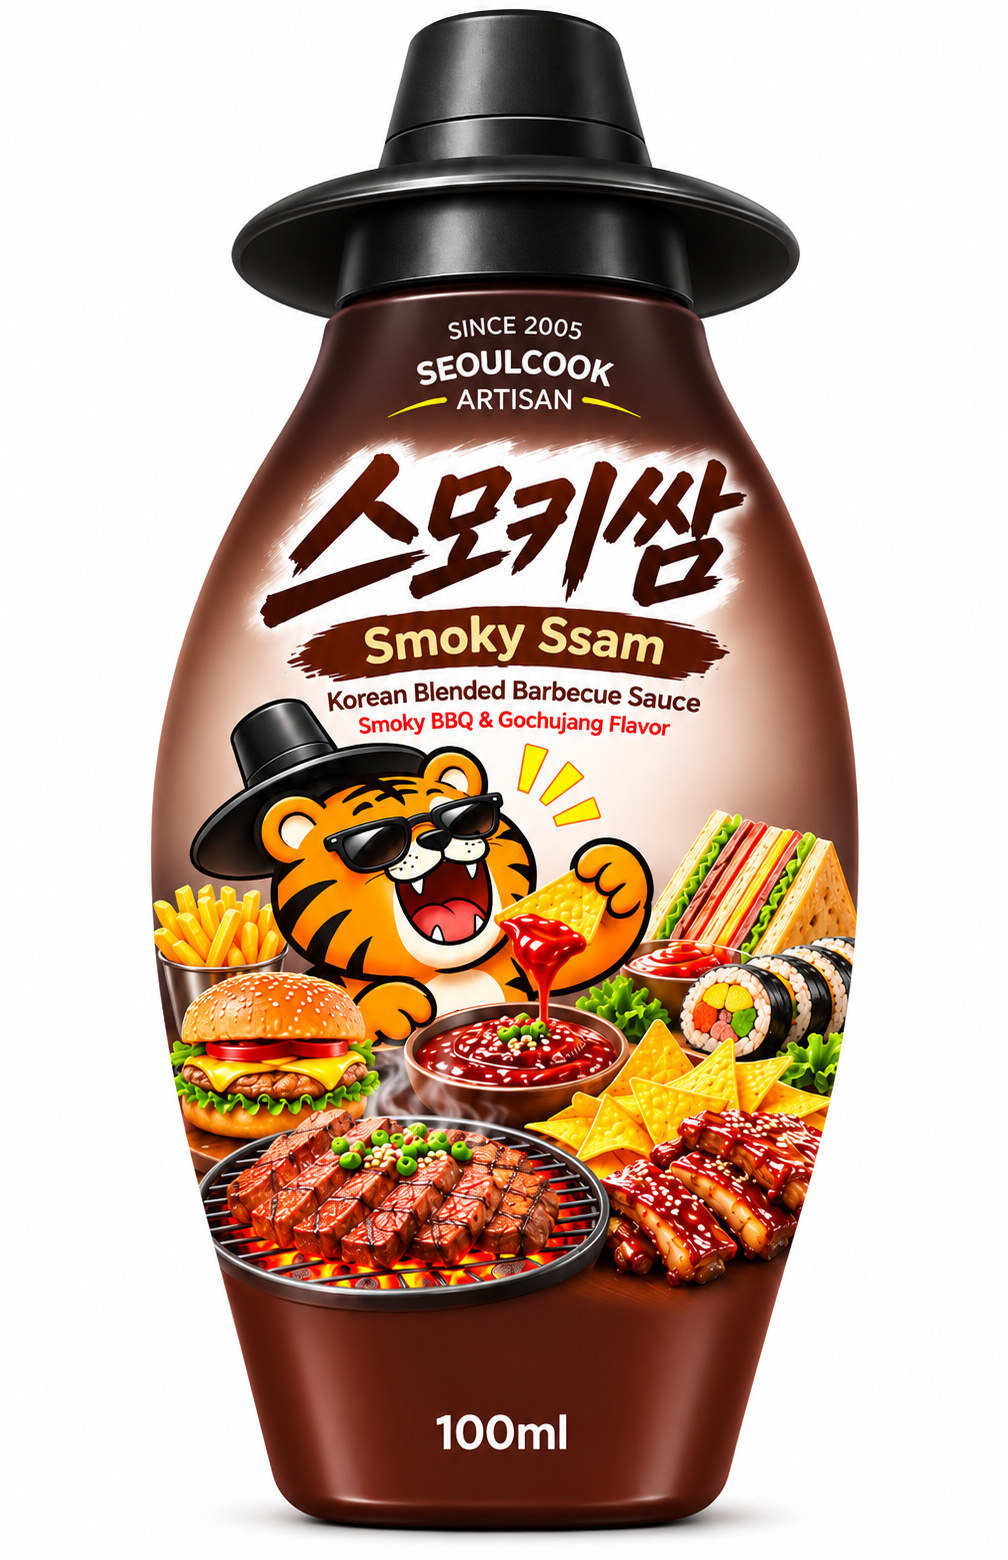 SINCE 2005
SEOULCOOK
ARTISAN
스모키쌈
Smoky Ssam
Korean Blended Barbecue Sauce
Smoky BBQ & Gochujang Flavor
100ml